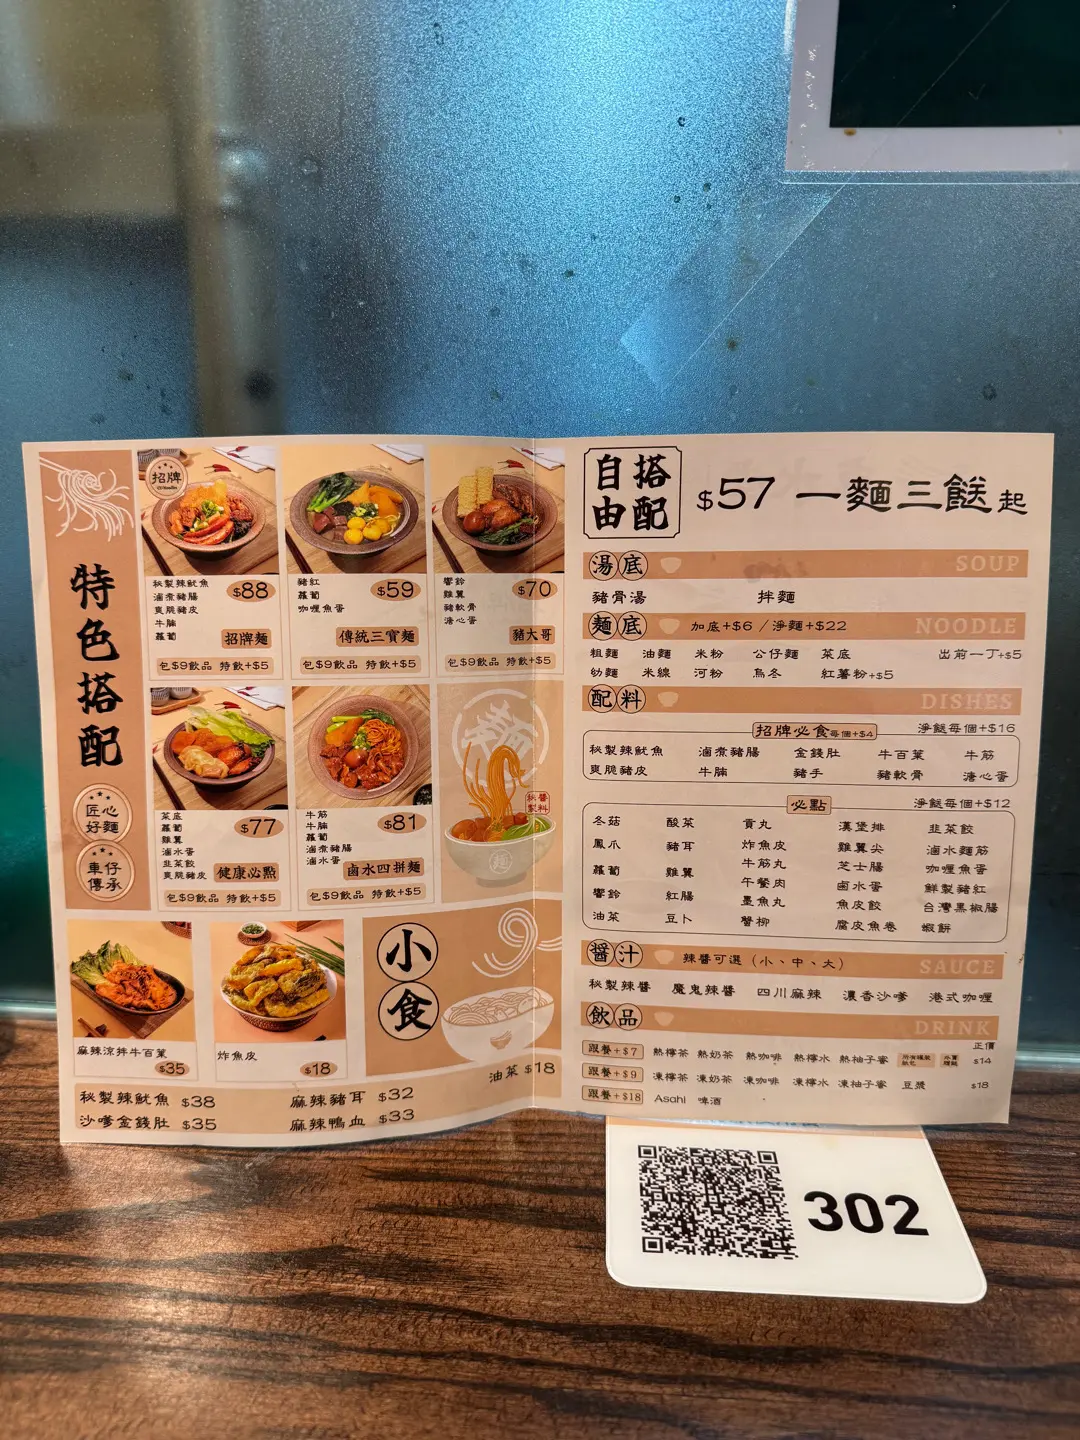 特色搭配
匠心
好麵
車仔
傳承
招牌
秘製辣魷魚
滷煮豬腸
爽脆豬皮
牛腩
蘿蔔
$88
招牌麵
包$9飲品 特飲+$5
豬紅
蘿蔔
咖喱魚蛋
$59
傳統三寶麵
包$9飲品 特飲+$5
響鈴
雞翼
豬軟骨
溏心蛋
$70
豬大哥
包$9飲品 特飲+$5
菜底
蘿蔔
雞翼
滷水蛋
韭菜餃
爽脆豬皮
$77
健康必點
包$9飲品 特飲+$5
牛筋
牛腩
蘿蔔
滷煮豬腸
滷水蛋
$81
鹵水四拼麵
包$9飲品 特飲+$5
秘製
醬料
麵
小食
麻辣涼拌牛百葉
$35
炸魚皮
$18
油菜 $18
秘製辣魷魚 $38
麻辣豬耳 $32
沙嗲金錢肚 $35
麻辣鴨血 $33
自由搭配
$57 一麵三餸起
湯底 SOUP
豬骨湯 拌麵
麵底 加底+$6 / 淨麵+$22 NOODLE
粗麵 油麵 米粉 公仔麵 菜底 出前一丁+$5
幼麵 米線 河粉 烏冬 紅薯粉+$5
配料 DISHES
招牌必食每個+$4 淨餸每個+$16
秘製辣魷魚 滷煮豬腸 金錢肚 牛百葉 牛筋
爽脆豬皮 牛腩 豬手 豬軟骨 溏心蛋
必點 淨餸每個+$12
冬菇 酸菜 貢丸 漢堡排 韭菜餃
鳳爪 豬耳 炸魚皮 雞翼尖 滷水麵筋
蘿蔔 雞翼 牛筋丸 芝士腸 咖喱魚蛋
響鈴 紅腸 午餐肉 鹵水蛋 鮮製豬紅
油菜 豆卜 墨魚丸 魚皮餃 台灣黑椒腸
蟹柳 腐皮魚卷 蝦餅
醬汁 辣醬可選（小、中、大） SAUCE
秘製辣醬 魔鬼辣醬 四川麻辣 濃香沙嗲 港式咖喱
飲品 DRINK
正價
跟餐+$7 熱檸茶 熱奶茶 熱咖啡 熱檸水 熱柚子蜜 $14
跟餐+$9 凍檸茶 凍奶茶 凍咖啡 凍檸水 凍柚子蜜 豆漿 $18
跟餐+$18 Asahi 啤酒
302